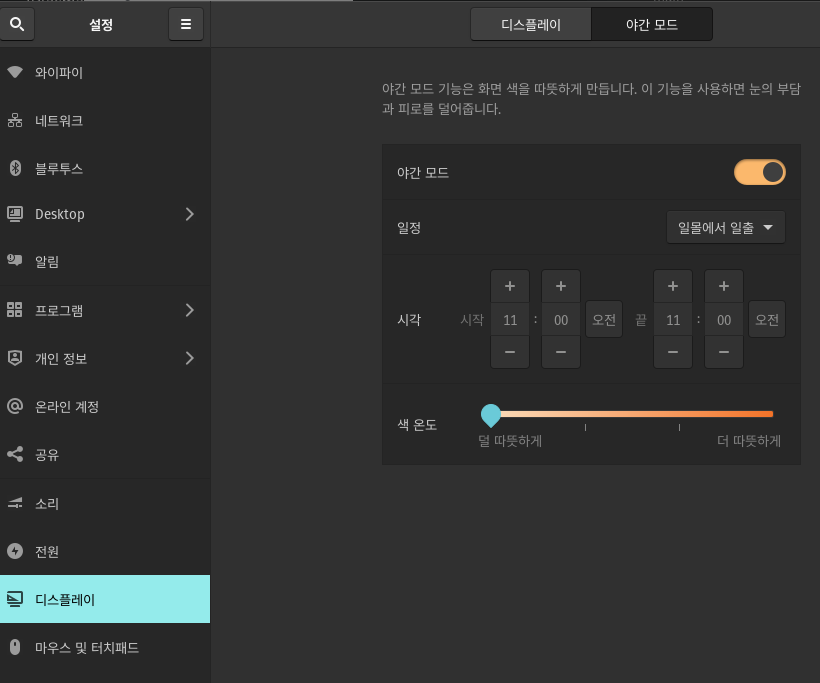 설정
디스플레이
야간 모드
와이파이
네트워크
블루투스
Desktop
알림
프로그램
개인 정보
온라인 계정
공유
소리
전원
디스플레이
마우스 및 터치패드
야간 모드 기능은 화면 색을 따뜻하게 만듭니다. 이 기능을 사용하면 눈의 부담
과 피로를 덜어줍니다.
야간 모드
일정
일몰에서 일출
+ + + +
시각 시작 11 : 00 오전 끝 11 : 00 오전
− − − −
색 온도
덜 따뜻하게 더 따뜻하게